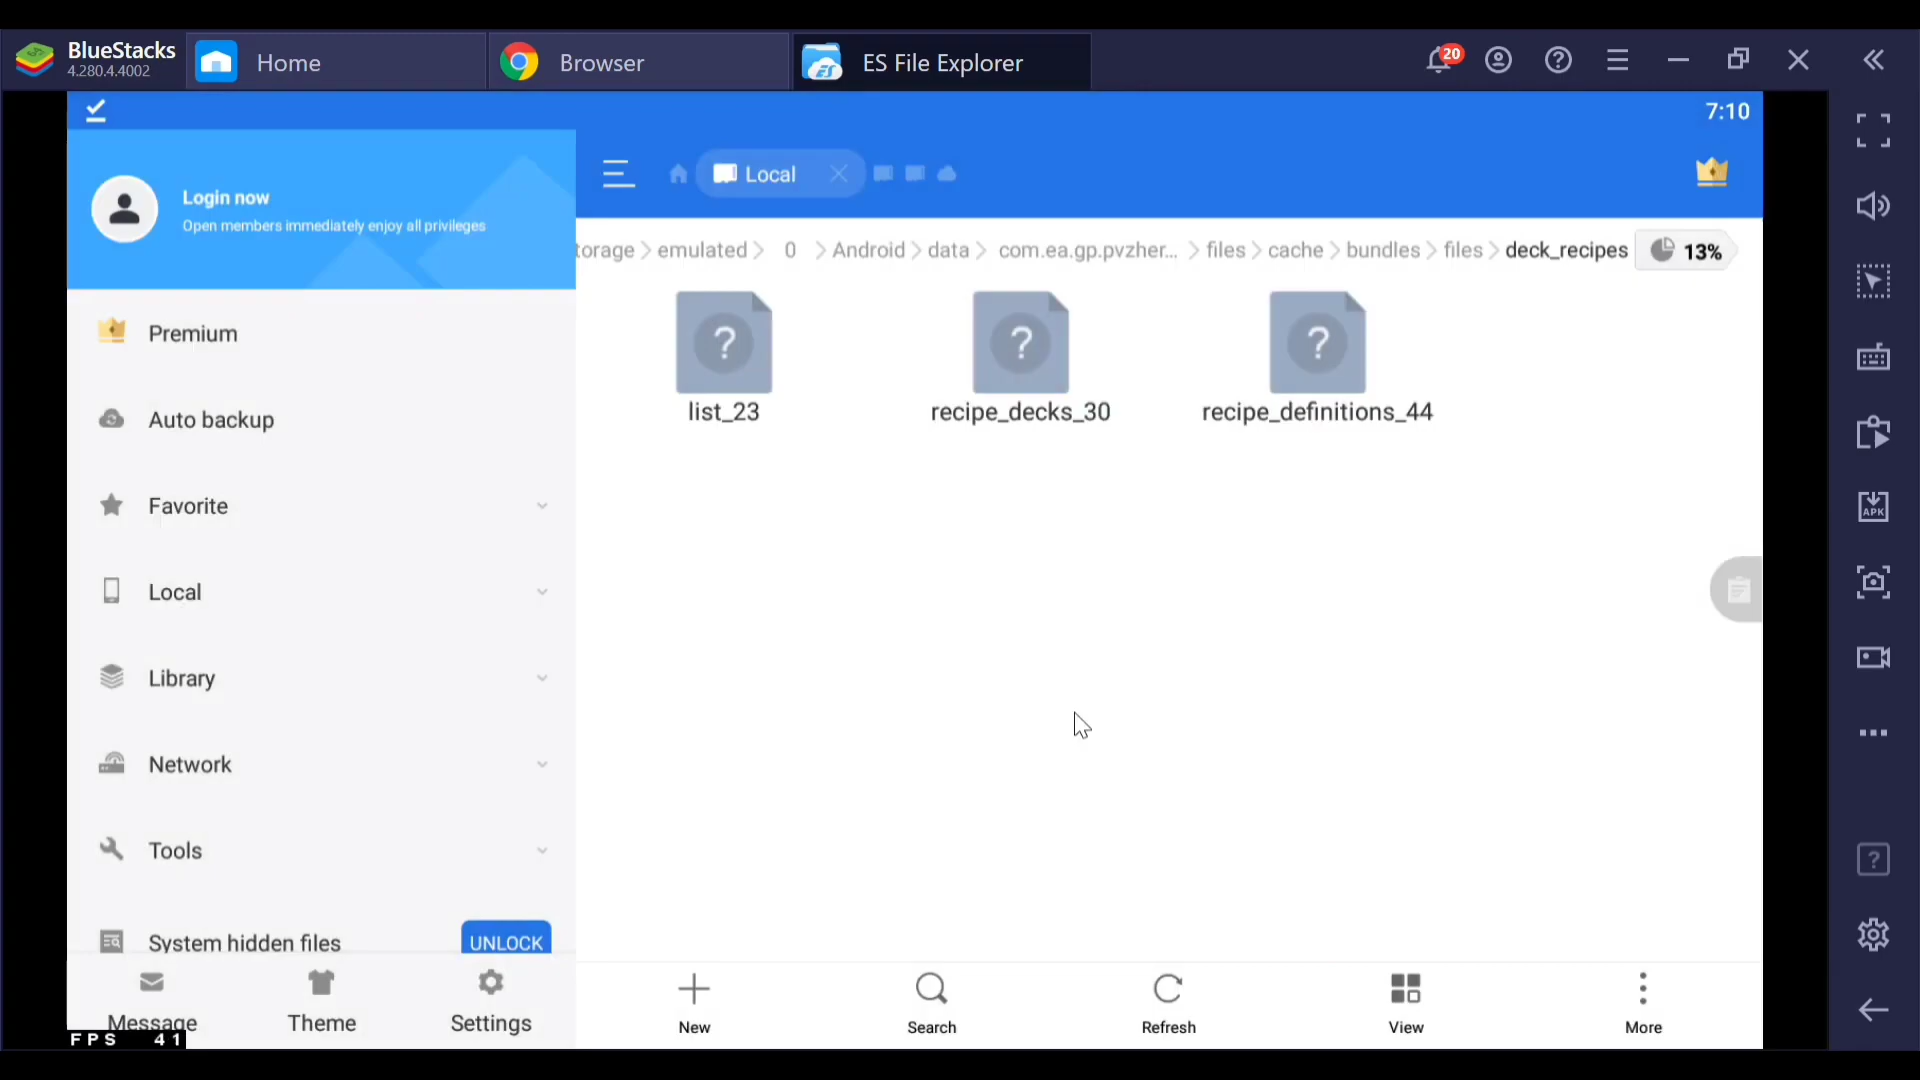 BlueStacks
4.280.4.4002
Home
Browser
ES File Explorer
20
7:10
Login now
Open members immediately enjoy all privileges
Local
torage > emulated > 0 > Android > data > com.ea.gp.pvzher... > files > cache > bundles > files > deck_recipes
13%
Premium
Auto backup
Favorite
Local
Library
Network
Tools
System hidden files
UNLOCK
Message
Theme
Settings
list_23
recipe_decks_30
recipe_definitions_44
New
Search
Refresh
View
More
FPS 41
APK